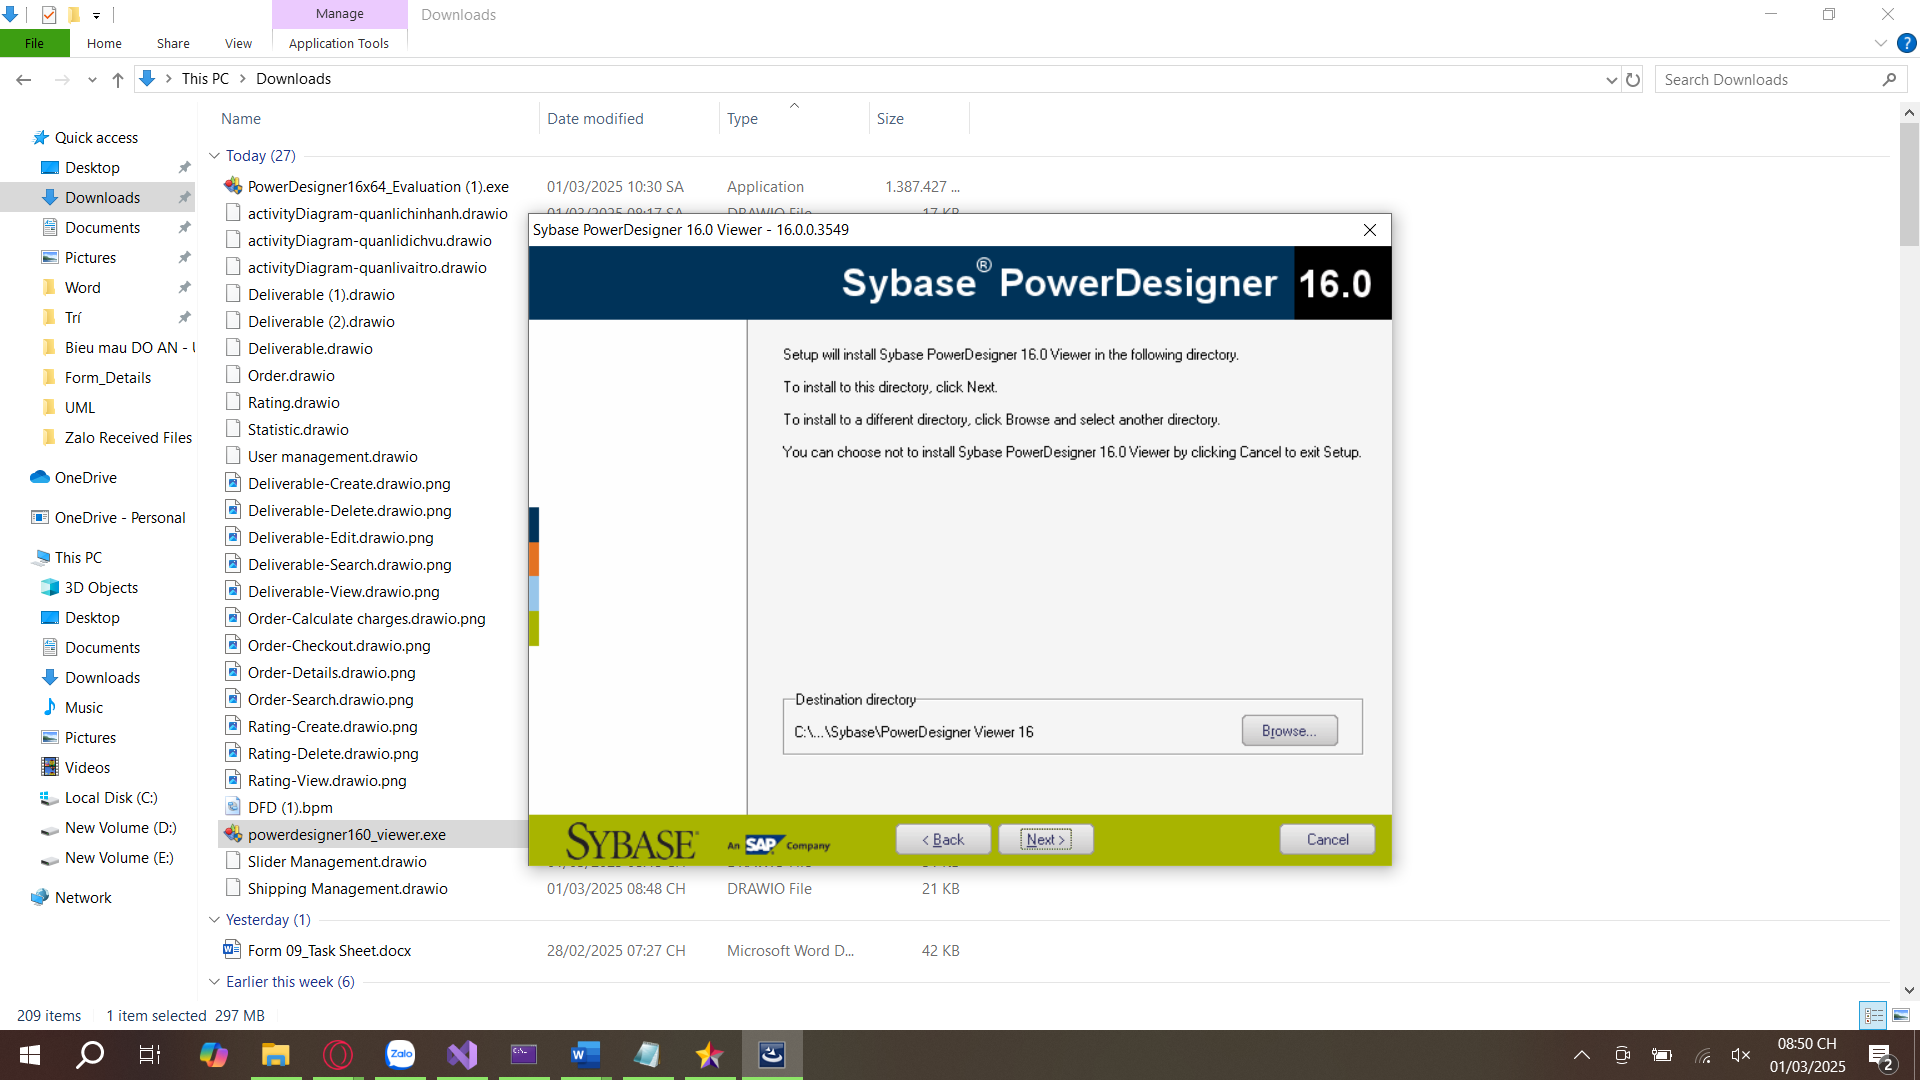 Manage
Downloads
File
Home
Share
View
Application Tools
This PC
Downloads
Search Downloads
Name
Date modified
Type
Size
Quick access
Desktop
Downloads
Documents
Pictures
Word
Trí
Bieu mau DO AN -
Form_Details
UML
Zalo Received Files
OneDrive
OneDrive - Personal
This PC
3D Objects
Desktop
Documents
Downloads
Music
Pictures
Videos
Local Disk (C:)
New Volume (D:)
New Volume (E:)
Network
Today (27)
PowerDesigner16x64_Evaluation (1).exe 01/03/2025 10:30 SA Application 1.387.427 ...
activityDiagram-quanlichinhanh.drawio 01/03/2025 08:17 SA DRAWIO File 17 KB
activityDiagram-quanlidichvu.drawio
activityDiagram-quanlivaitro.drawio
Deliverable (1).drawio
Deliverable (2).drawio
Deliverable.drawio
Order.drawio
Rating.drawio
Statistic.drawio
User management.drawio
Deliverable-Create.drawio.png
Deliverable-Delete.drawio.png
Deliverable-Edit.drawio.png
Deliverable-Search.drawio.png
Deliverable-View.drawio.png
Order-Calculate charges.drawio.png
Order-Checkout.drawio.png
Order-Details.drawio.png
Order-Search.drawio.png
Rating-Create.drawio.png
Rating-Delete.drawio.png
Rating-View.drawio.png
DFD (1).bpm
powerdesigner160_viewer.exe
Slider Management.drawio
Shipping Management.drawio 01/03/2025 08:48 CH DRAWIO File 21 KB
Yesterday (1)
Form 09_Task Sheet.docx 28/02/2025 07:27 CH Microsoft Word D... 42 KB
Earlier this week (6)
Sybase PowerDesigner 16.0 Viewer - 16.0.0.3549
Sybase® PowerDesigner 16.0
Setup will install Sybase PowerDesigner 16.0 Viewer in the following directory.
To install to this directory, click Next.
To install to a different directory, click Browse and select another directory.
You can choose not to install Sybase PowerDesigner 16.0 Viewer by clicking Cancel to exit Setup.
Destination directory
C:\...\Sybase\PowerDesigner Viewer 16
Browse...
SYBASE® An SAP Company
< Back
Next >
Cancel
209 items 1 item selected 297 MB
Zalo
08:50 CH
01/03/2025
2